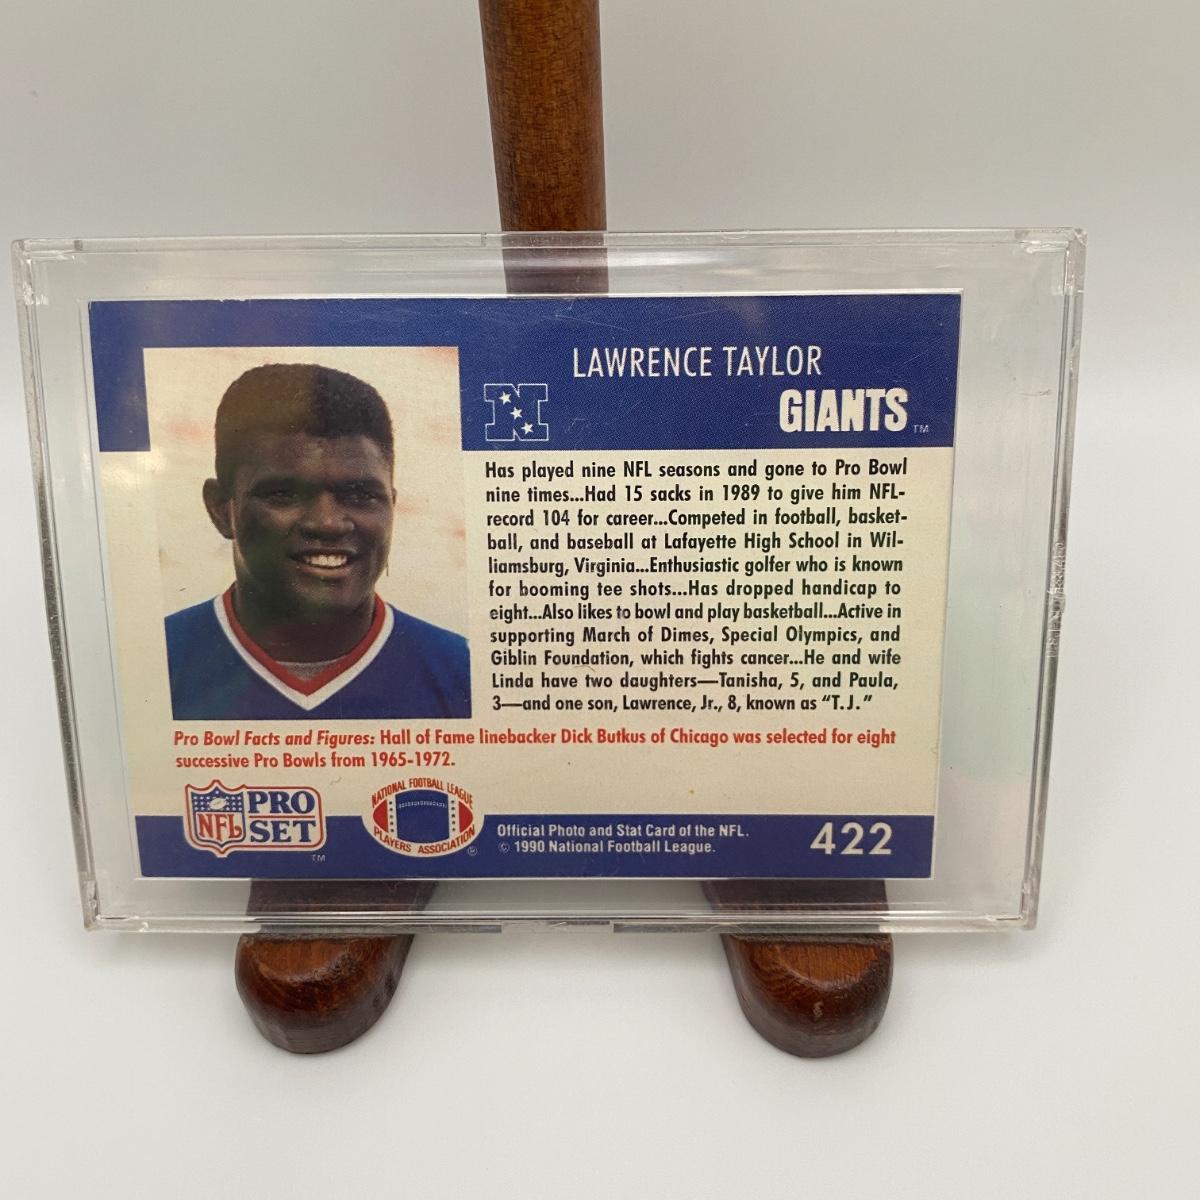 LAWRENCE TAYLOR
N
GIANTS™
Has played nine NFL seasons and gone to Pro Bowl
nine times...Had 15 sacks in 1989 to give him NFL-
record 104 for career...Competed in football, basket-
ball, and baseball at Lafayette High School in Wil-
liamsburg, Virginia...Enthusiastic golfer who is known
for booming tee shots...Has dropped handicap to
eight...Also likes to bowl and play basketball...Active in
supporting March of Dimes, Special Olympics, and
Giblin Foundation, which fights cancer...He and wife
Linda have two daughters—Tanisha, 5, and Paula,
3—and one son, Lawrence, Jr., 8, known as “T.J.”
Pro Bowl Facts and Figures: Hall of Fame linebacker Dick Butkus of Chicago was selected for eight
successive Pro Bowls from 1965-1972.
NFL PRO SET™
NATIONAL FOOTBALL LEAGUE
PLAYERS ASSOCIATION®
Official Photo and Stat Card of the NFL.
© 1990 National Football League.
422